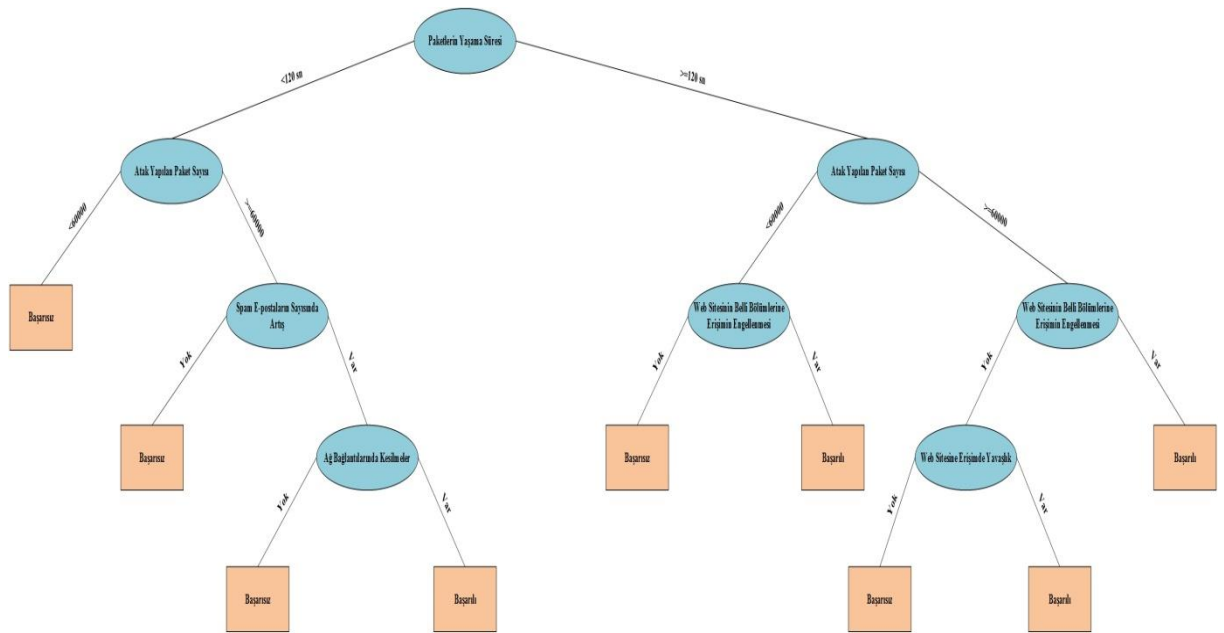 Paketlerin Yaşama Süresi
<120 sn
>=120 sn
Atak Yapılan Paket Sayısı
Atak Yapılan Paket Sayısı
<60000
>=60000
<60000
>=60000
Başarısız
Spam E-postaların Sayısında
Artış
Web Sitesinin Belli Bölümlerine
Erişimin Engellenmesi
Web Sitesinin Belli Bölümlerine
Erişimin Engellenmesi
Yok
Var
Yok
Var
Yok
Var
Başarısız
Ağ Bağlantılarında Kesilmeler
Başarısız
Başarılı
Web Sitesine Erişimde Yavaşlık
Başarılı
Yok
Var
Yok
Var
Başarısız
Başarılı
Başarısız
Başarılı